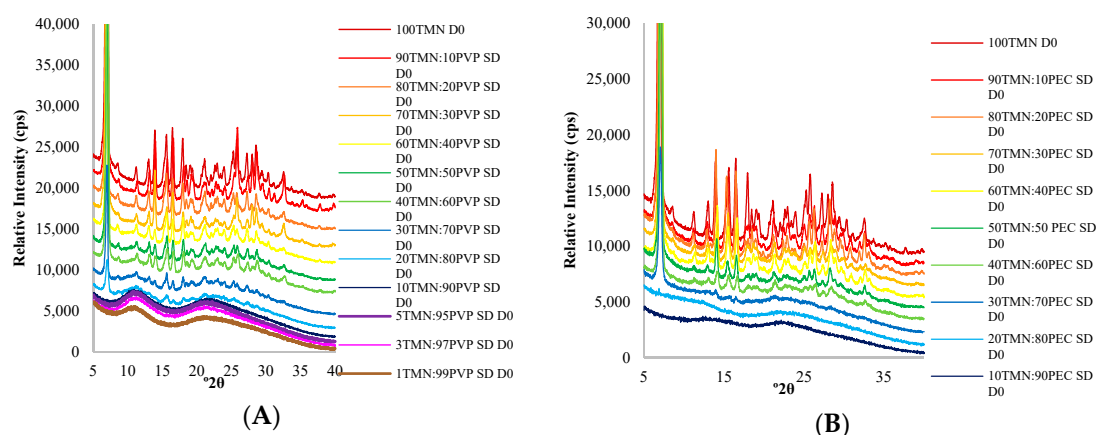 40,000
35,000
30,000
25,000
20,000
15,000
10,000
5,000
0
Relative Intensity (cps)
5
10
15
20
25
30
35
40
°2θ
100TMN D0
90TMN:10PVP SD
D0
80TMN:20PVP SD
D0
70TMN:30PVP SD
D0
60TMN:40PVP SD
D0
50TMN:50PVP SD
D0
40TMN:60PVP SD
D0
30TMN:70PVP SD
D0
20TMN:80PVP SD
D0
10TMN:90PVP SD
D0
5TMN:95PVP SD D0
3TMN:97PVP SD D0
1TMN:99PVP SD D0
(A)
30,000
25,000
20,000
15,000
10,000
5,000
0
Relative Intensity (cps)
5
15
25
35
°2θ
100TMN D0
90TMN:10PEC SD
D0
80TMN:20PEC SD
D0
70TMN:30PEC SD
D0
60TMN:40PEC SD
D0
50TMN:50 PEC SD
D0
40TMN:60PEC SD
D0
30TMN:70PEC SD
D0
20TMN:80PEC SD
D0
10TMN:90PEC SD
D0
(B)